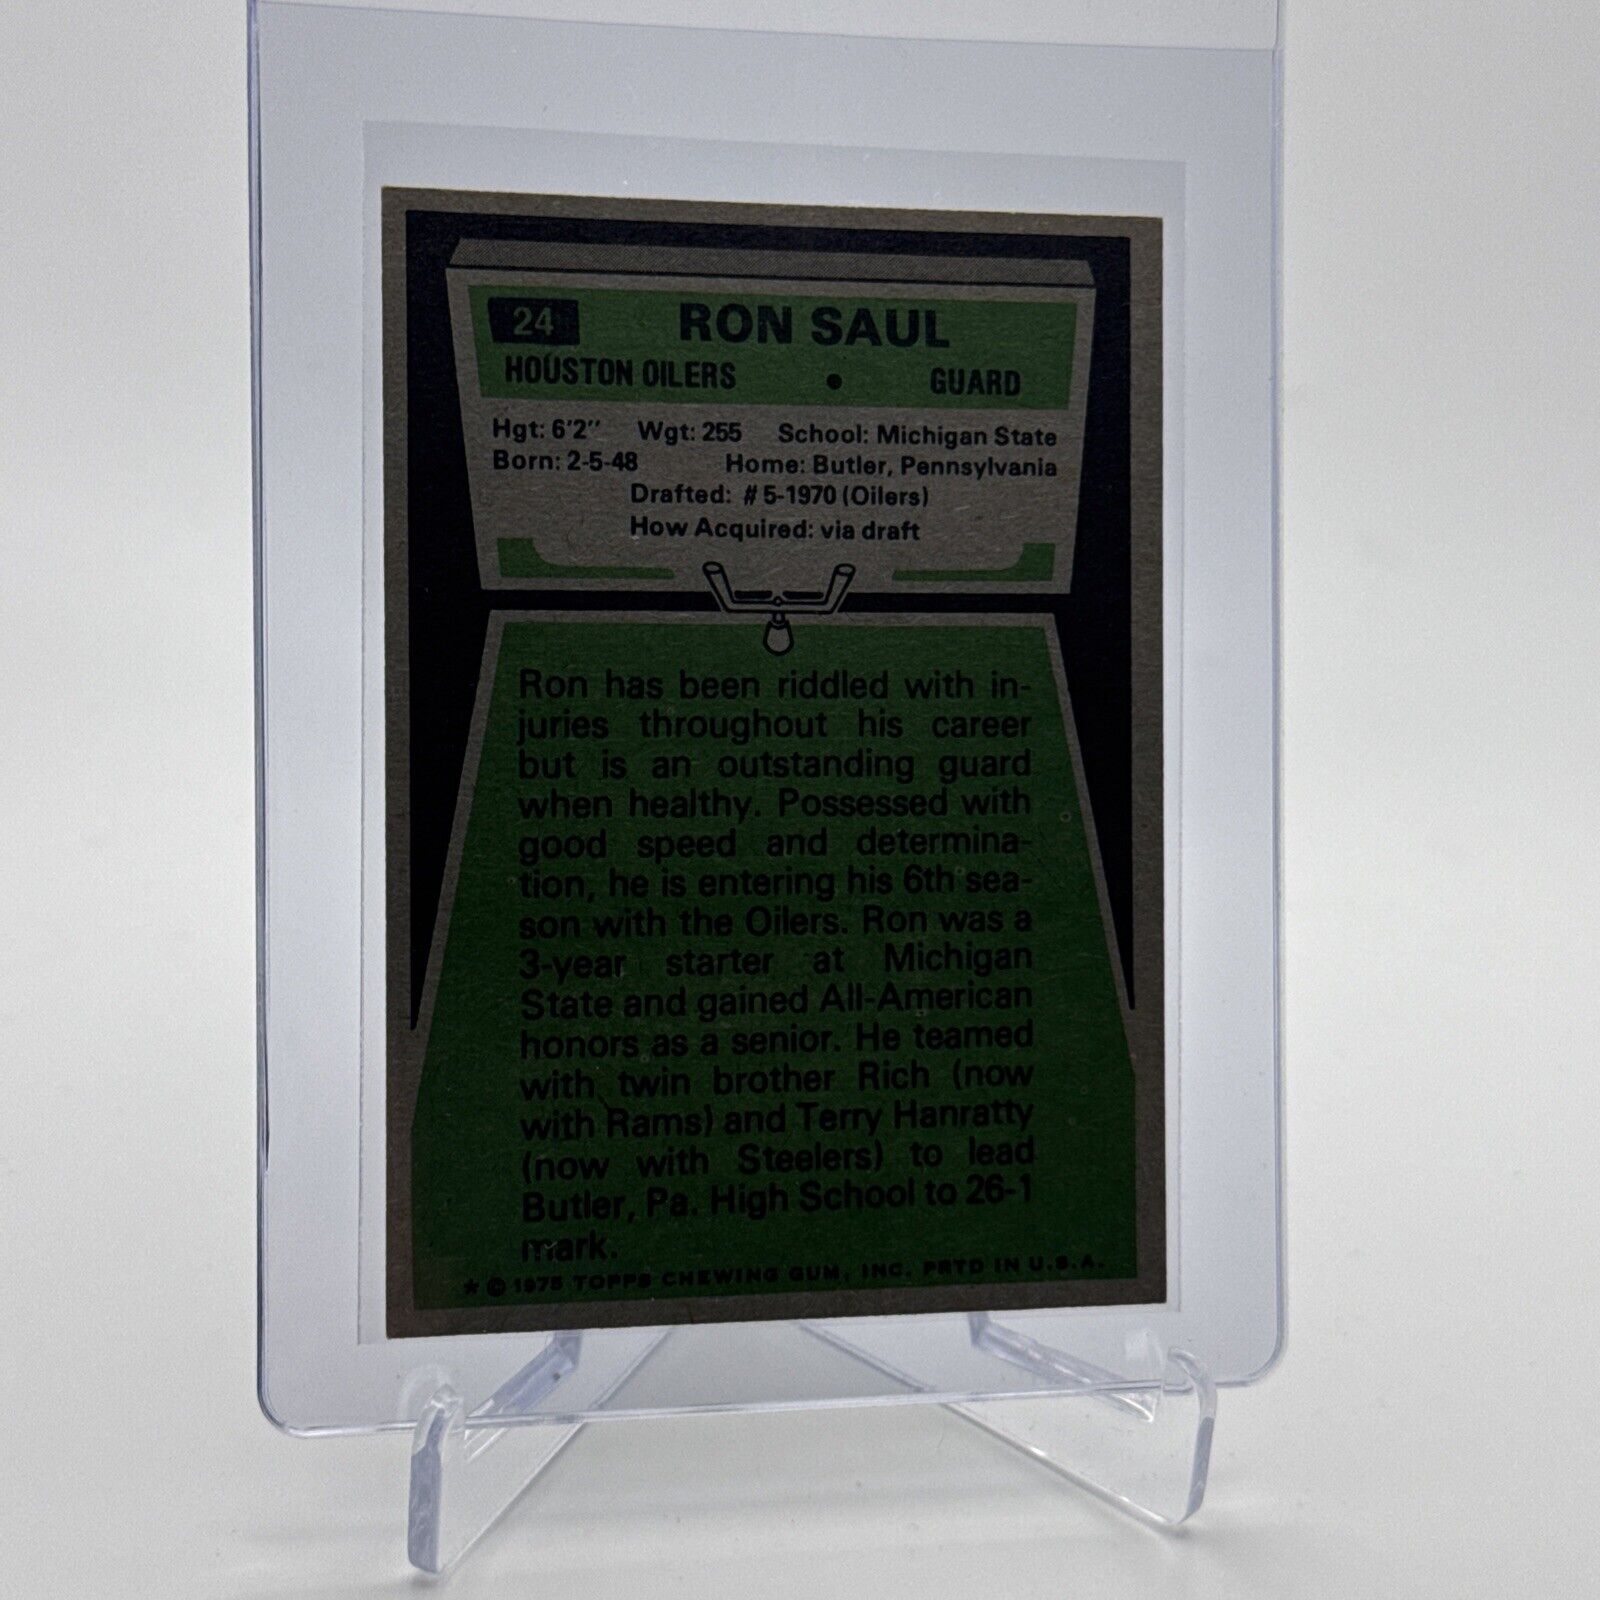 24 RON SAUL
HOUSTON OILERS • GUARD
Hgt: 6'2" Wgt: 255 School: Michigan State
Born: 2-5-48 Home: Butler, Pennsylvania
Drafted: #5-1970 (Oilers)
How Acquired: via draft
Ron has been riddled with in-
juries throughout his career
but is an outstanding guard
when healthy. Possessed with
good speed and determina-
tion, he is entering his 6th sea-
son with the Oilers. Ron was a
3-year starter at Michigan
State and gained All-American
honors as a senior. He teamed
with twin brother Rich (now
with Rams) and Terry Hanratty
(now with Steelers) to lead
Butler, Pa. High School to 26-1
mark.
★ © 1975 TOPPS CHEWING GUM, INC. PRTD IN U.S.A.